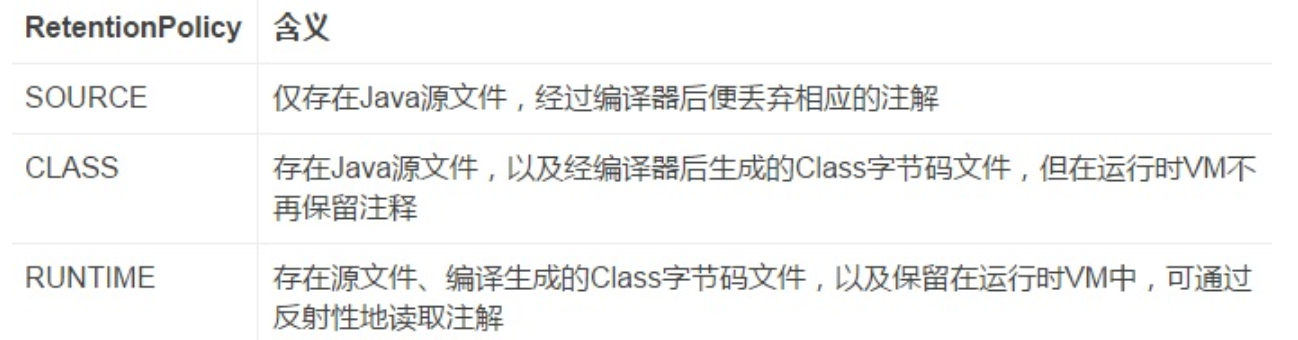 RetentionPolicy 含义
SOURCE 仅存在Java源文件，经过编译器后便丢弃相应的注解
CLASS 存在Java源文件，以及经编译器后生成的Class字节码文件，但在运行时VM不
再保留注释
RUNTIME 存在源文件、编译生成的Class字节码文件，以及保留在运行时VM中，可通过
反射性地读取注解